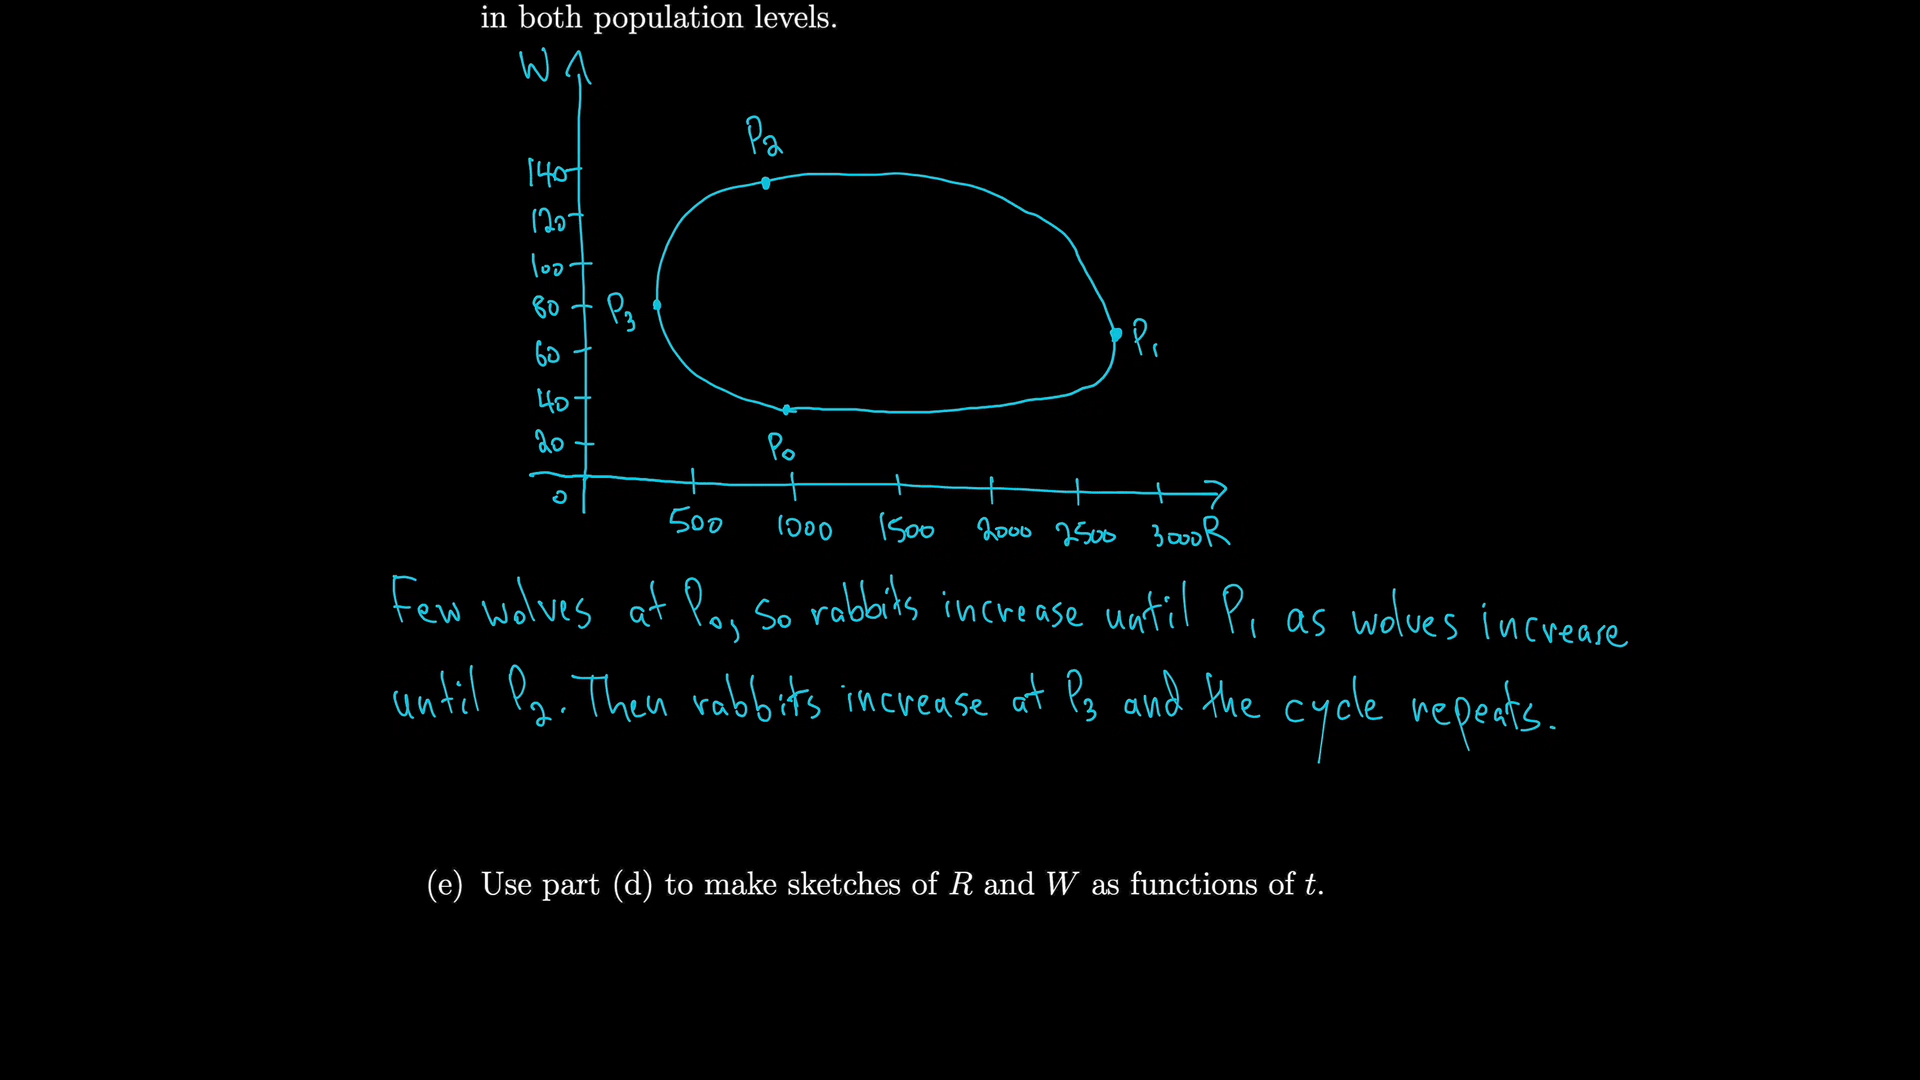 in both population levels.
W
P₂
140
120
100
80
P₃
P₁
60
40
20
P₀
0
500 1000 1500 2000 2500 3000 R
Few wolves at P₀, so rabbits increase until P₁ as wolves increase
until P₂. Then rabbits increase at P₃ and the cycle repeats.
(e) Use part (d) to make sketches of R and W as functions of t.